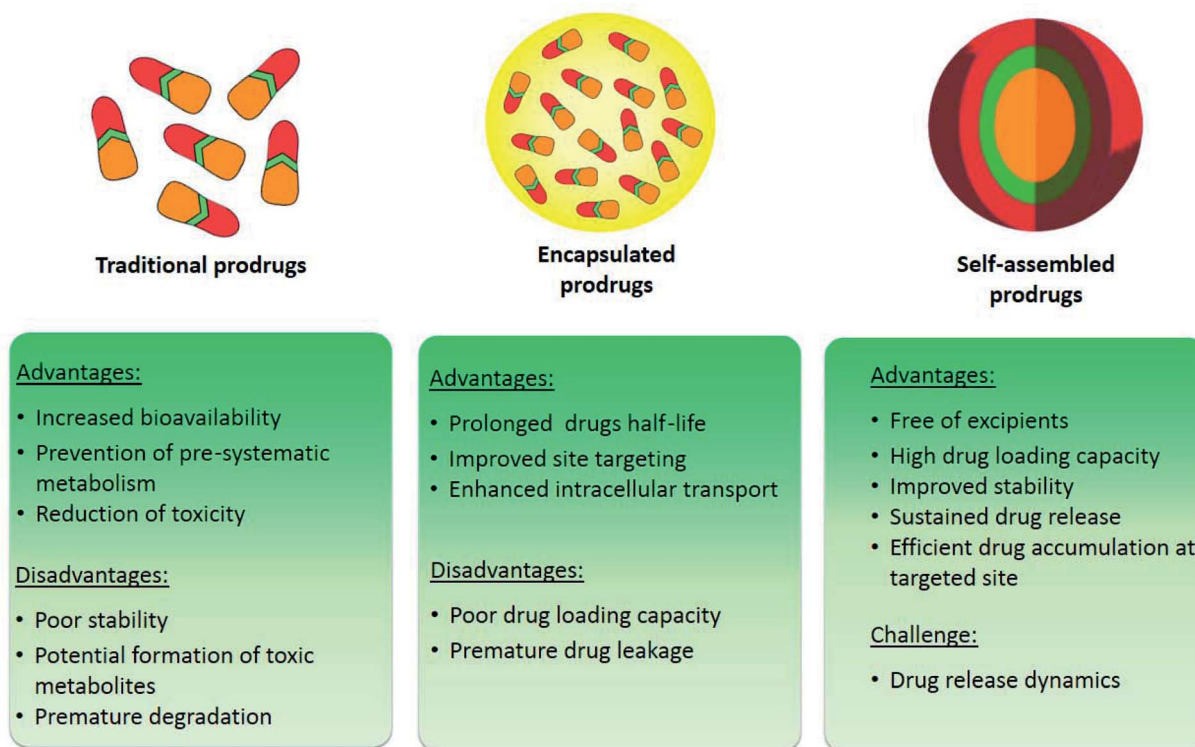 Traditional prodrugs
Encapsulated
prodrugs
Self-assembled
prodrugs
Advantages:
• Increased bioavailability
• Prevention of pre-systematic
metabolism
• Reduction of toxicity
Disadvantages:
• Poor stability
• Potential formation of toxic
metabolites
• Premature degradation
Advantages:
• Prolonged drugs half-life
• Improved site targeting
• Enhanced intracellular transport
Disadvantages:
• Poor drug loading capacity
• Premature drug leakage
Advantages:
• Free of excipients
• High drug loading capacity
• Improved stability
• Sustained drug release
• Efficient drug accumulation at
targeted site
Challenge:
• Drug release dynamics